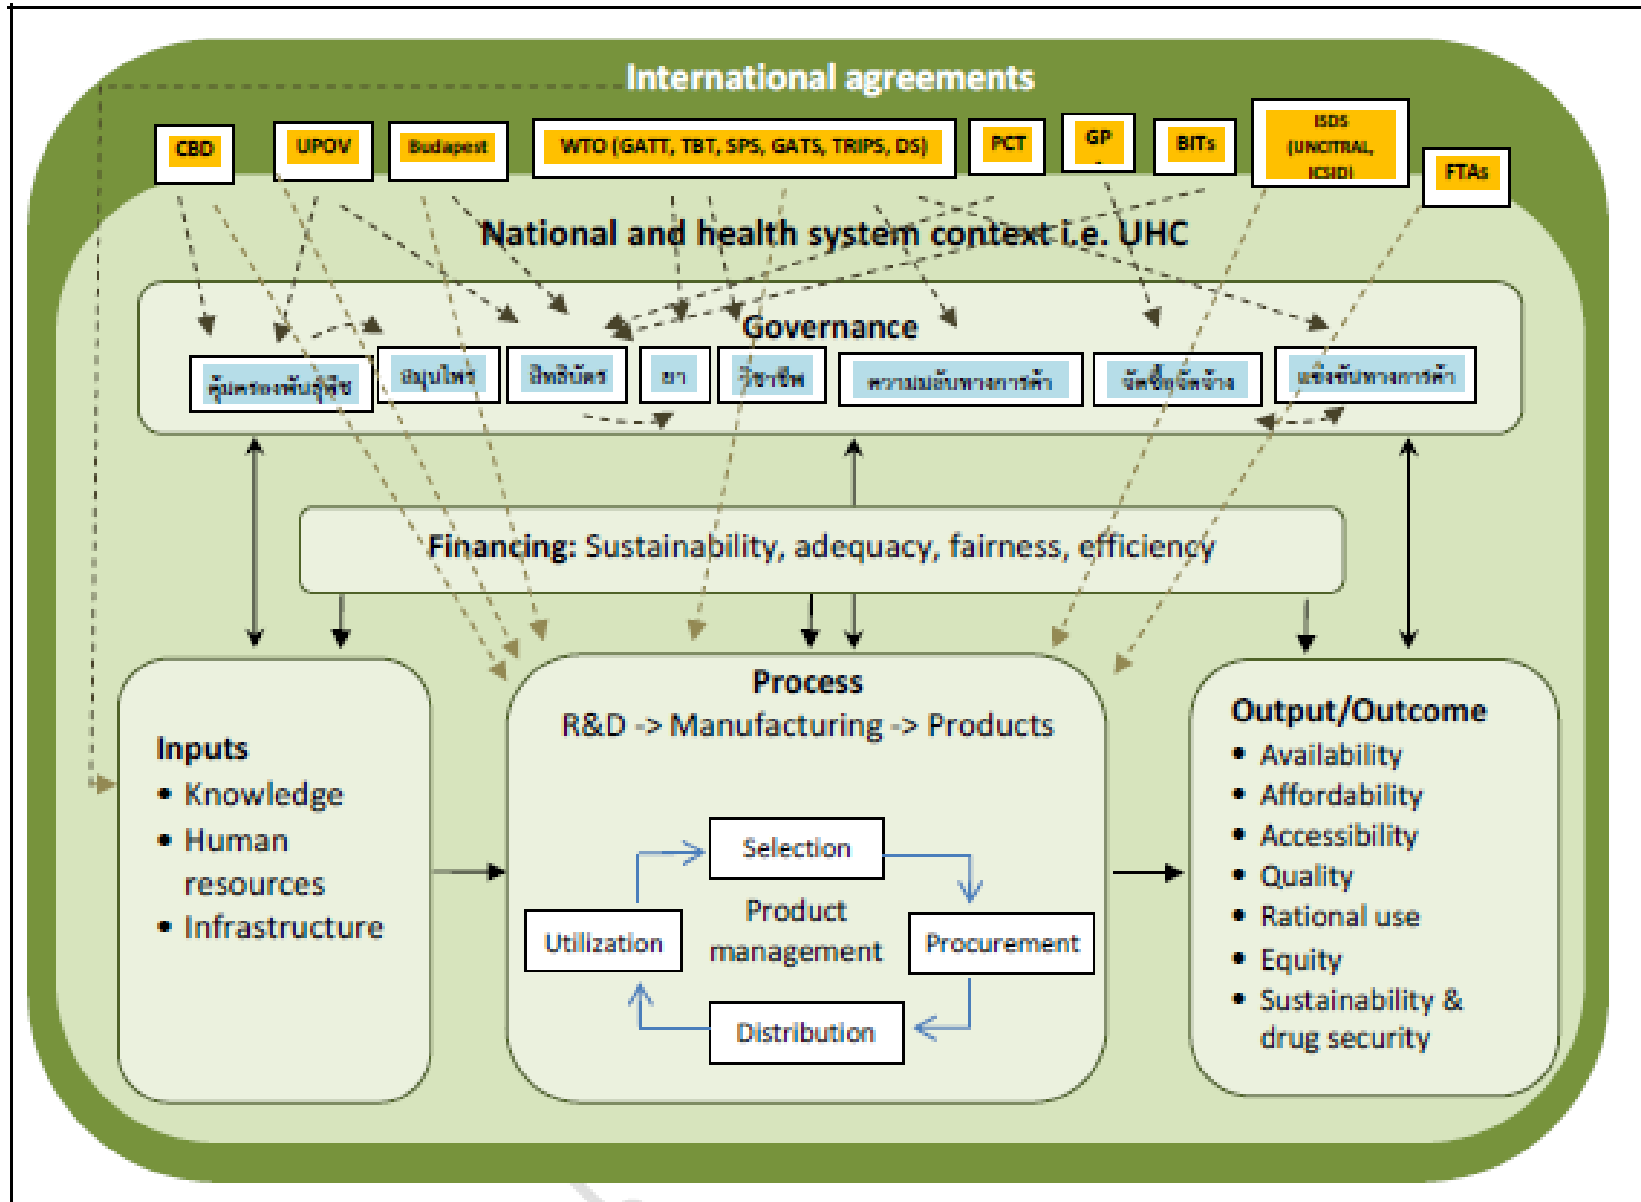 International agreements
CBD
UPOV
Budapest
WTO (GATT, TBT, SPS, GATS, TRIPS, DS)
PCT
GP
BITs
ISDS
(UNCITRAL,
ICSID)
FTAs
National and health system context i.e. UHC
Governance
คุ้มครองพันธุ์พืช
สมุนไพร
สิทธิบัตร
ยา
วิชาชีพ
ความลับทางการค้า
จัดซื้อจัดจ้าง
แข่งขันทางการค้า
Financing: Sustainability, adequacy, fairness, efficiency
Inputs
• Knowledge
• Human
resources
• Infrastructure
Process
R&D -> Manufacturing -> Products
Selection
Product
management
Utilization
Procurement
Distribution
Output/Outcome
• Availability
• Affordability
• Accessibility
• Quality
• Rational use
• Equity
• Sustainability &
drug security